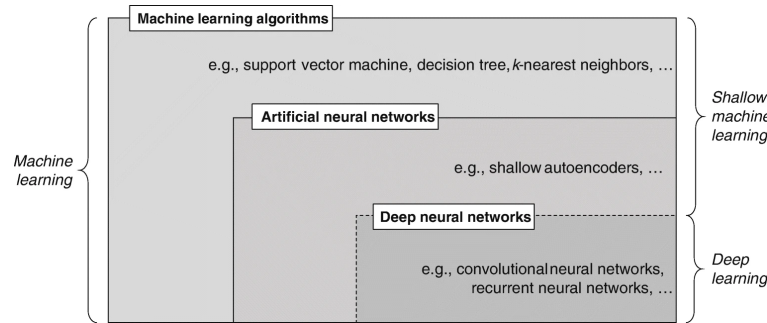 Machine learning algorithms
e.g., support vector machine, decision tree, k-nearest neighbors, …
Shallow
machine
learning
Artificial neural networks
Machine
learning
e.g., shallow autoencoders, …
Deep neural networks
e.g., convolutional neural networks,
recurrent neural networks, …
Deep
learning